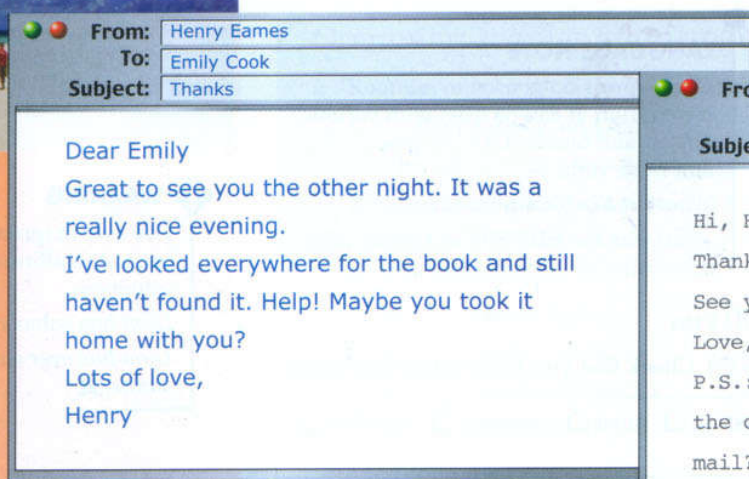 From: Henry Eames
To: Emily Cook
Subject: Thanks
Dear Emily
Great to see you the other night. It was a
really nice evening.
I've looked everywhere for the book and still
haven't found it. Help! Maybe you took it
home with you?
Lots of love,
Henry
Hi,
See
Love,
P.S.:
the
mail?